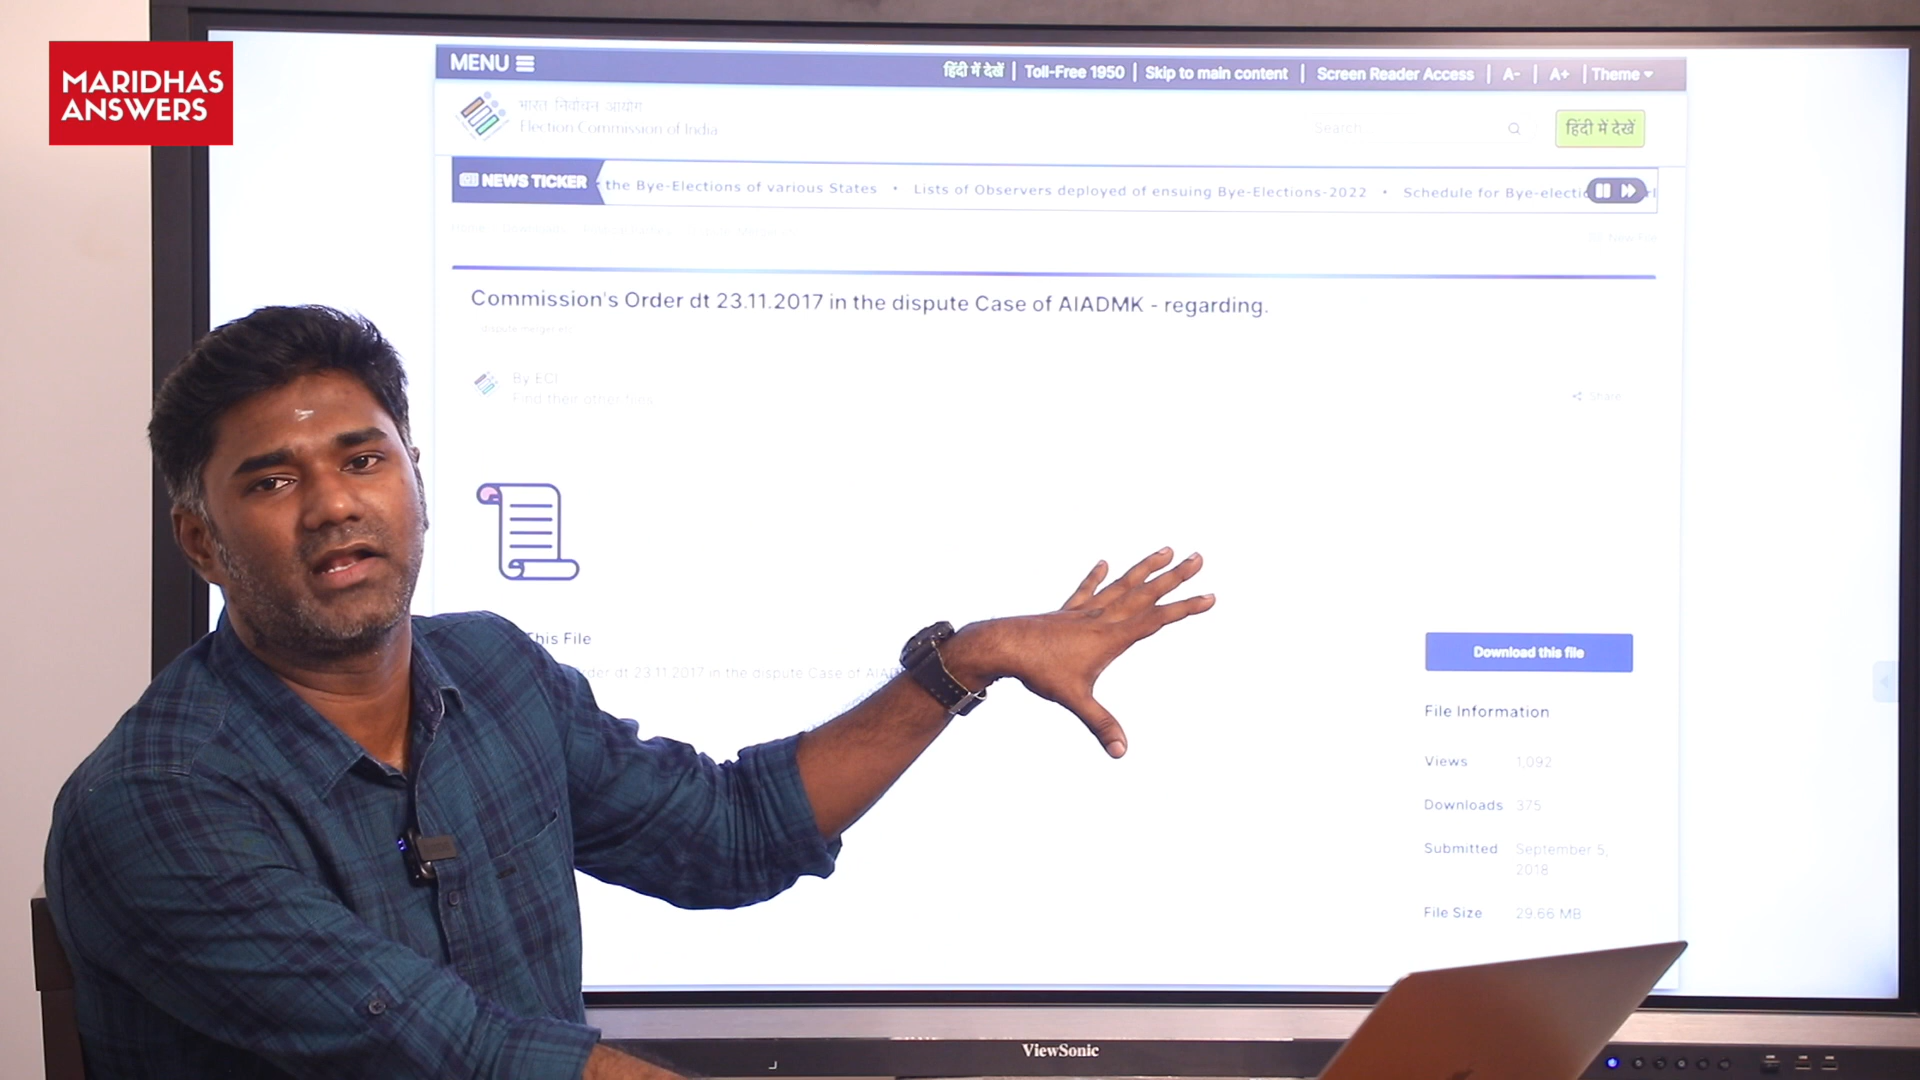 MARIDHAS
ANSWERS
MENU
हिंदी में देखें | Toll-Free 1950 | Skip to main content | Screen Reader Access | A- | A+ | Theme
भारत निर्वाचन आयोग
Election Commission of India
Search
हिंदी में देखें
NEWS TICKER
the Bye-Elections of various States • Lists of Observers deployed of ensuing Bye-Elections-2022 • Schedule for Bye-electi
Commission's Order dt 23.11.2017 in the dispute Case of AIADMK - regarding.
By ECI
Find their other files
Share
This File
order dt 23.11.2017 in the dispute Case of AIAD
Download this file
File Information
Views 1,092
Downloads 375
Submitted September 5,
2018
File Size 29.66 MB
ViewSonic